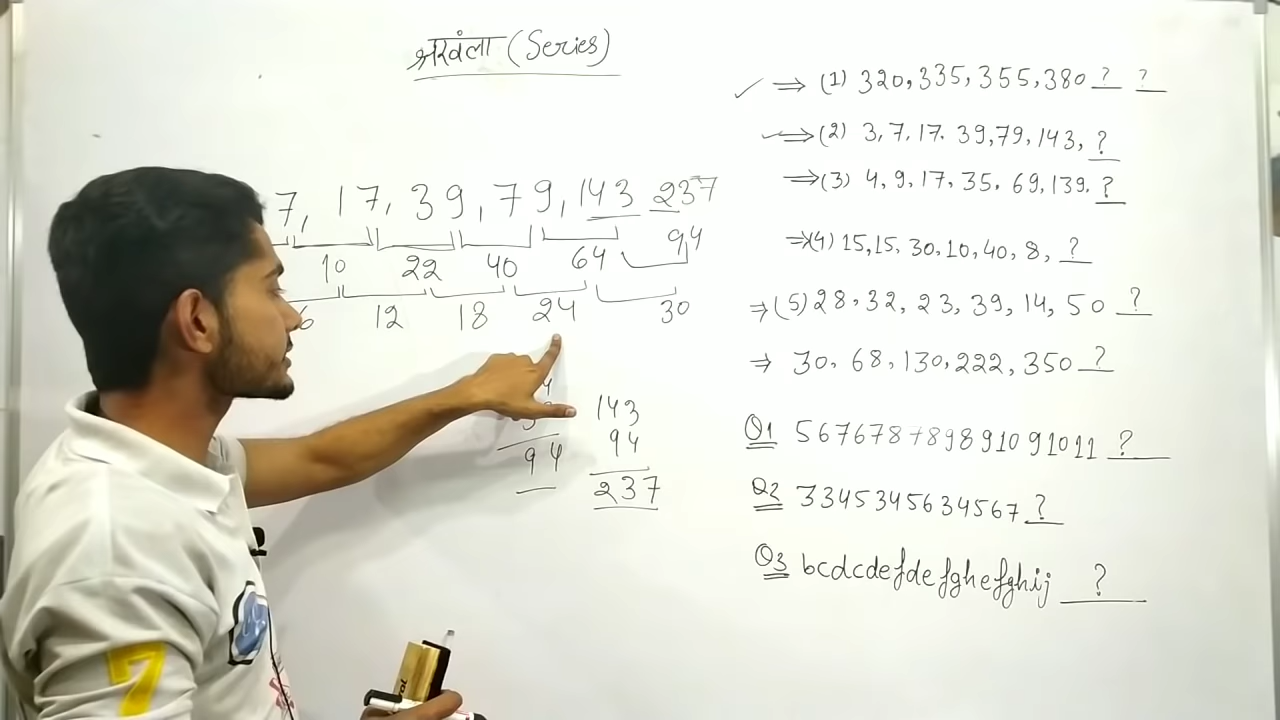 श्रखंला (Series)
7, 17, 39, 79, 143 237
10 22 40 64 94
6 12 18 24 30
94
143
94
237
✓ ⇒ (1) 320, 335, 355, 380 ? ?
✓ ⇒ (2) 3, 7, 17. 39, 79, 143, ?
⇒ (3) 4, 9, 17, 35. 69, 139. ?
⇒ (4) 15, 15, 30, 10, 40, 8, ?
⇒ (5) 28, 32, 23, 39, 14, 50 ?
⇒ 30, 68, 130, 222, 350 ?
Q1 567678789891091011 ?
Q2 3345345634567 ?
Q3 bcdcdefdefghefghij ?
7